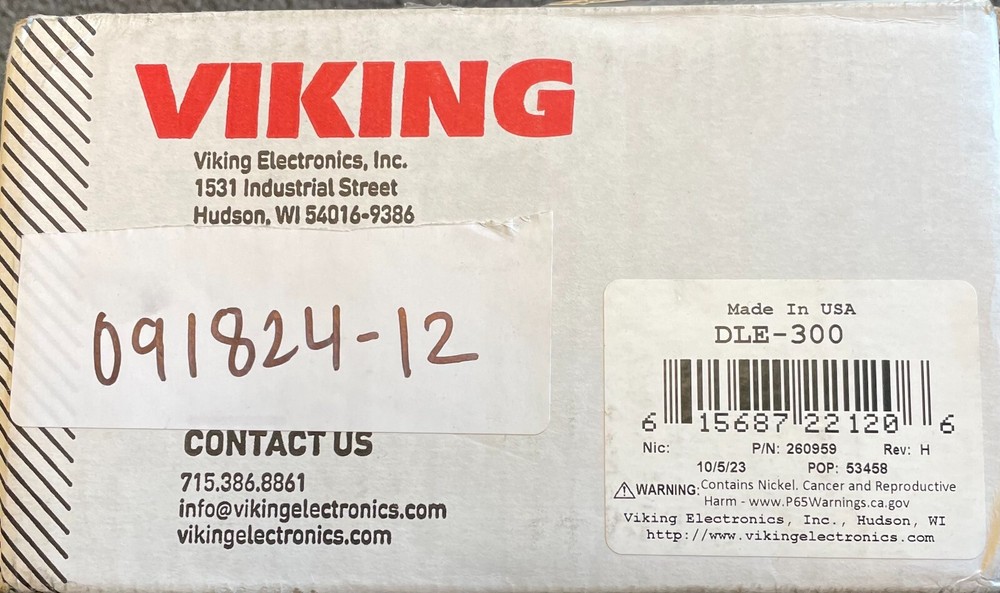 VIKING
Viking Electronics, Inc.
1531 Industrial Street
Hudson, WI 54016-9386
091824-12
CONTACT US
715.386.8861
info@vikingelectronics.com
vikingelectronics.com
Made In USA
DLE-300
6 15687 22120 6
Nic: P/N: 260959 Rev: H
10/5/23 POP: 53458
⚠WARNING: Contains Nickel. Cancer and Reproductive
Harm - www.P65Warnings.ca.gov
Viking Electronics, Inc., Hudson, WI
http://www.vikingelectronics.com